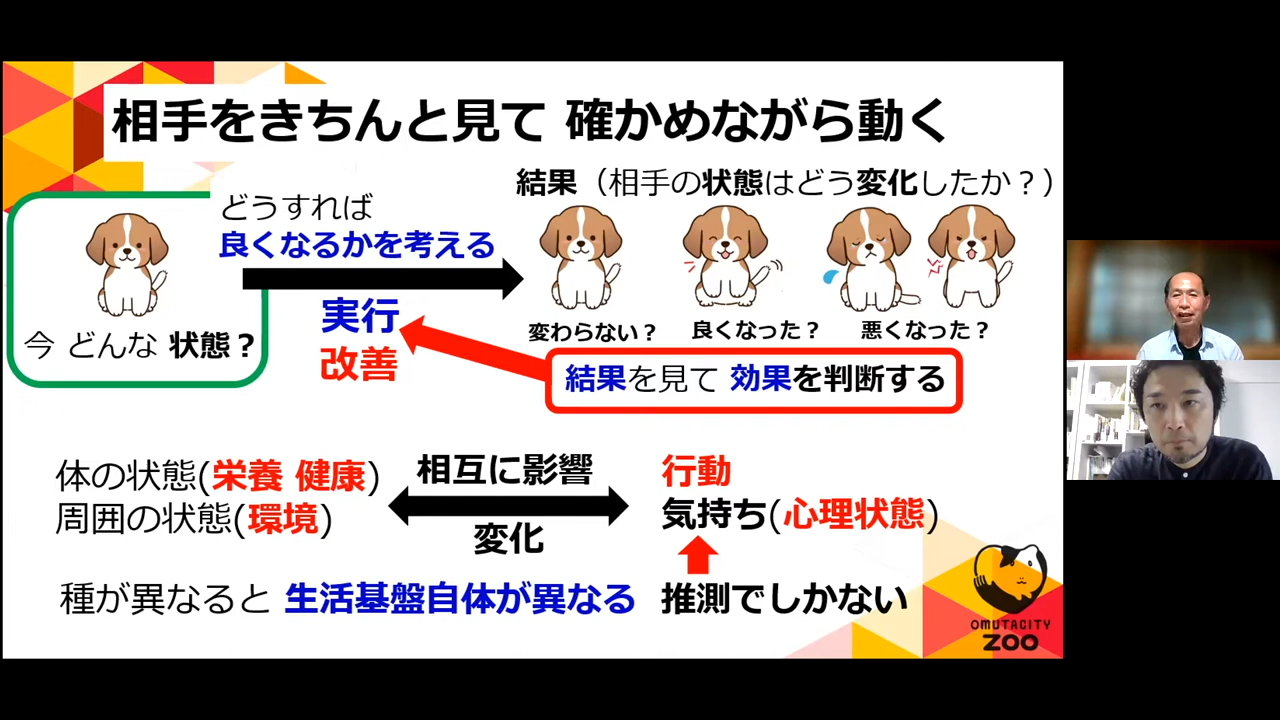 相手をきちんと見て 確かめながら動く
結果（相手の状態はどう変化したか？）
どうすれば
良くなるかを考える
実行
改善
今 どんな 状態？
変わらない？
良くなった？
悪くなった？
結果を見て 効果を判断する
体の状態(栄養 健康)
周囲の状態(環境)
相互に影響
変化
行動
気持ち(心理状態)
種が異なると 生活基盤自体が異なる
推測でしかない
OMUTACITY
ZOO